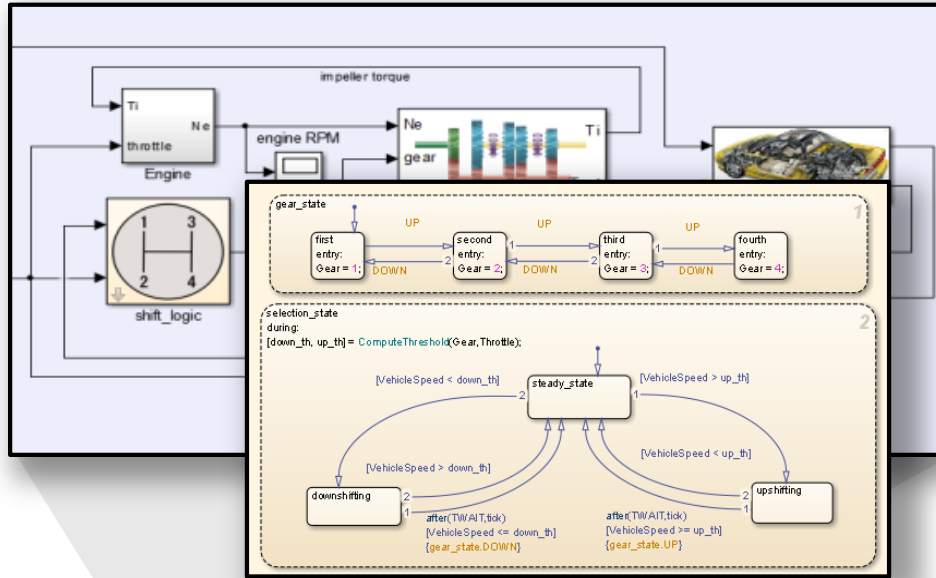 impeller torque
Ti
throttle
Ne
Engine
engine RPM
Ne
gear
Ti
1 3
2 4
shift_logic
gear_state
1
UP
UP
UP
first
entry:
Gear = 1;
DOWN
second
entry:
Gear = 2;
1
2
DOWN
third
entry:
Gear = 3;
1
2
DOWN
fourth
entry:
Gear = 4;
selection_state
2
during:
[down_th, up_th] = ComputeThreshold(Gear,Throttle);
[VehicleSpeed < down_th]
steady_state
2
1
[VehicleSpeed > up_th]
[VehicleSpeed > down_th]
[VehicleSpeed < up_th]
downshifting
2
1
upshifting
2
1
after(TWAIT,tick)
[VehicleSpeed <= down_th]
{gear_state.DOWN}
after(TWAIT,tick)
[VehicleSpeed >= up_th]
{gear_state.UP}